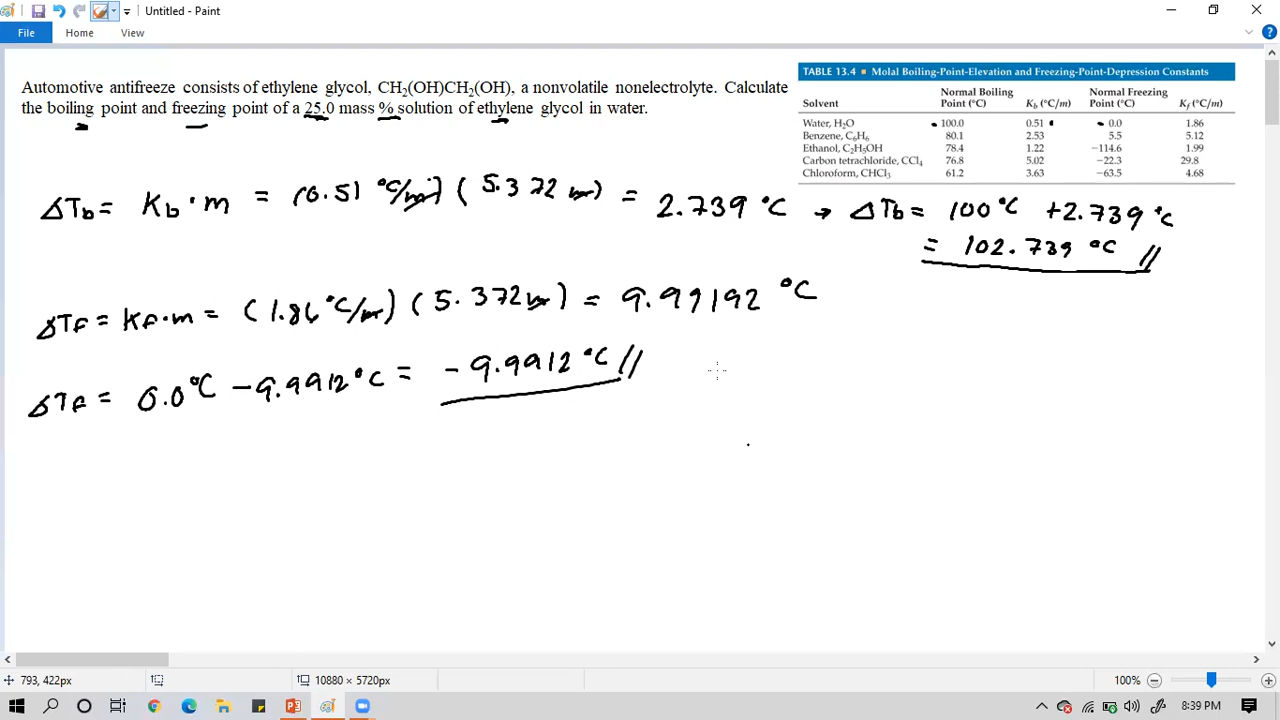 Untitled - Paint
File Home View
Automotive antifreeze consists of ethylene glycol, CH₂(OH)CH₂(OH), a nonvolatile nonelectrolyte. Calculate
the boiling point and freezing point of a 25.0 mass % solution of ethylene glycol in water.
TABLE 13.4 ■ Molal Boiling-Point-Elevation and Freezing-Point-Depression Constants
Solvent Normal Boiling Point (°C) Kb (°C/m) Normal Freezing Point (°C) Kf (°C/m)
Water, H₂O 100.0 0.51 0.0 1.86
Benzene, C₆H₆ 80.1 2.53 5.5 5.12
Ethanol, C₂H₅OH 78.4 1.22 −114.6 1.99
Carbon tetrachloride, CCl₄ 76.8 5.02 −22.3 29.8
Chloroform, CHCl₃ 61.2 3.63 −63.5 4.68
ΔTb = Kb · m = (0.51 °C/m) (5.372 m) = 2.739 °C → ΔTb = 100 °C + 2.739 °C
= 102.739 °C //
ΔTf = Kf · m = (1.86 °C/m) (5.372 m) = 9.99192 °C
ΔTf = 0.0 °C − 9.9912 °C = − 9.9912 °C //
793, 422px 10880 × 5720px 100%
8:39 PM